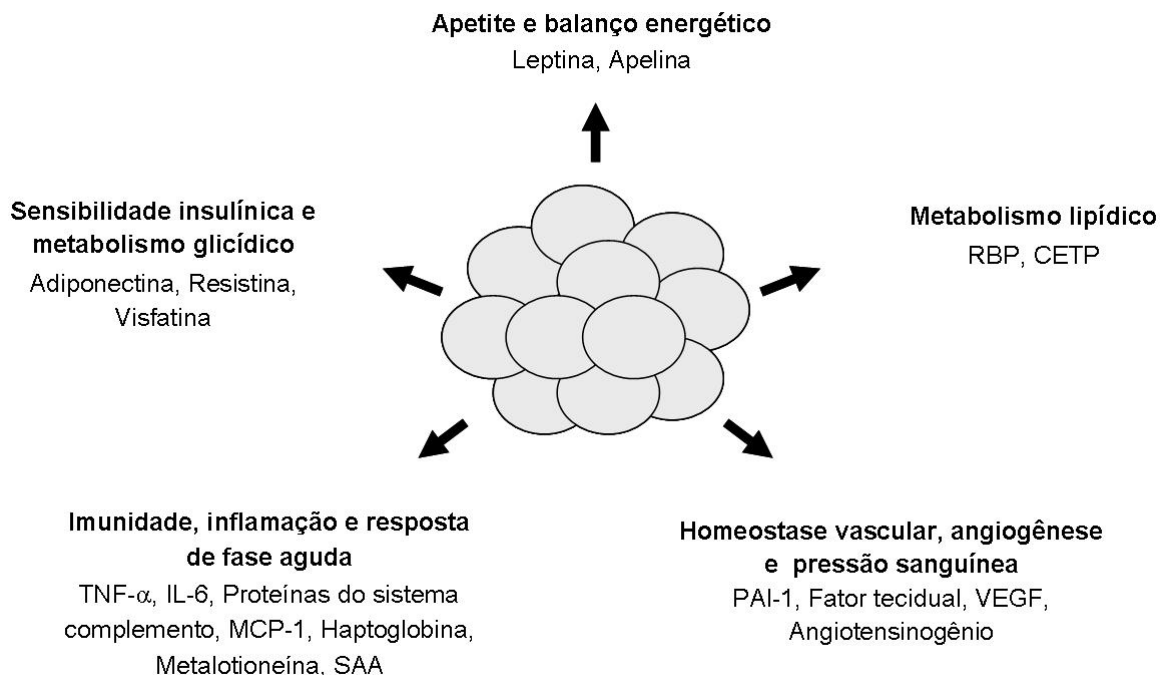 Apetite e balanço energético
Leptina, Apelina
Sensibilidade insulínica e
metabolismo glicídico
Adiponectina, Resistina,
Visfatina
Metabolismo lipídico
RBP, CETP
Imunidade, inflamação e resposta
de fase aguda
TNF-α, IL-6, Proteínas do sistema
complemento, MCP-1, Haptoglobina,
Metalotioneína, SAA
Homeostase vascular, angiogênese
e pressão sanguínea
PAI-1, Fator tecidual, VEGF,
Angiotensinogênio